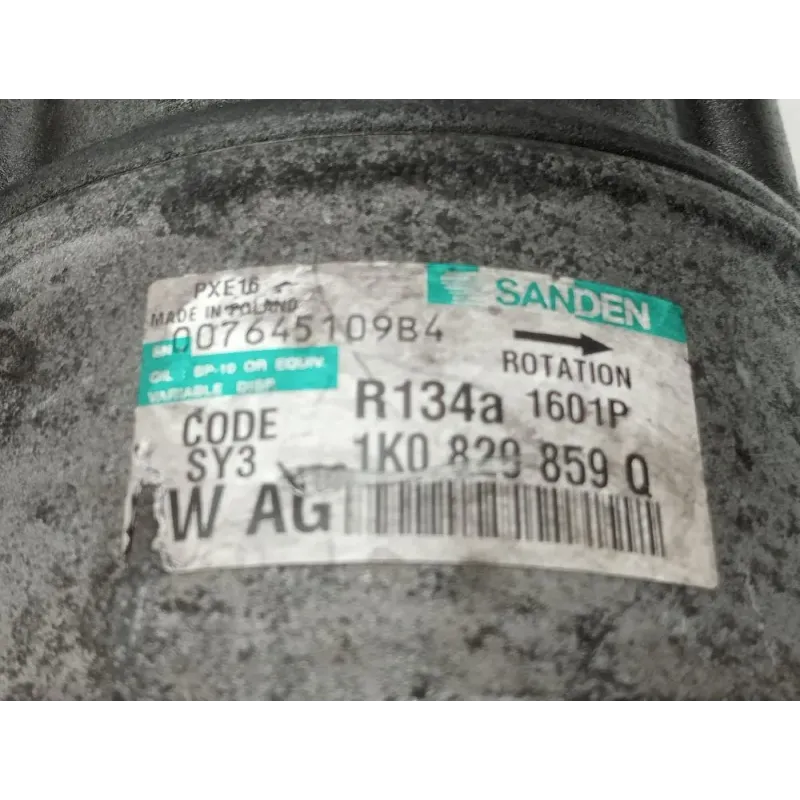 PXE16
SANDEN
MADE IN POLAND
S/N 007645109B4
ROTATION
OIL : SP-10 OR EQUIV.
VARIABLE DISP.
R134a 1601P
CODE
SY3
1K0 829 859 Q
W AG